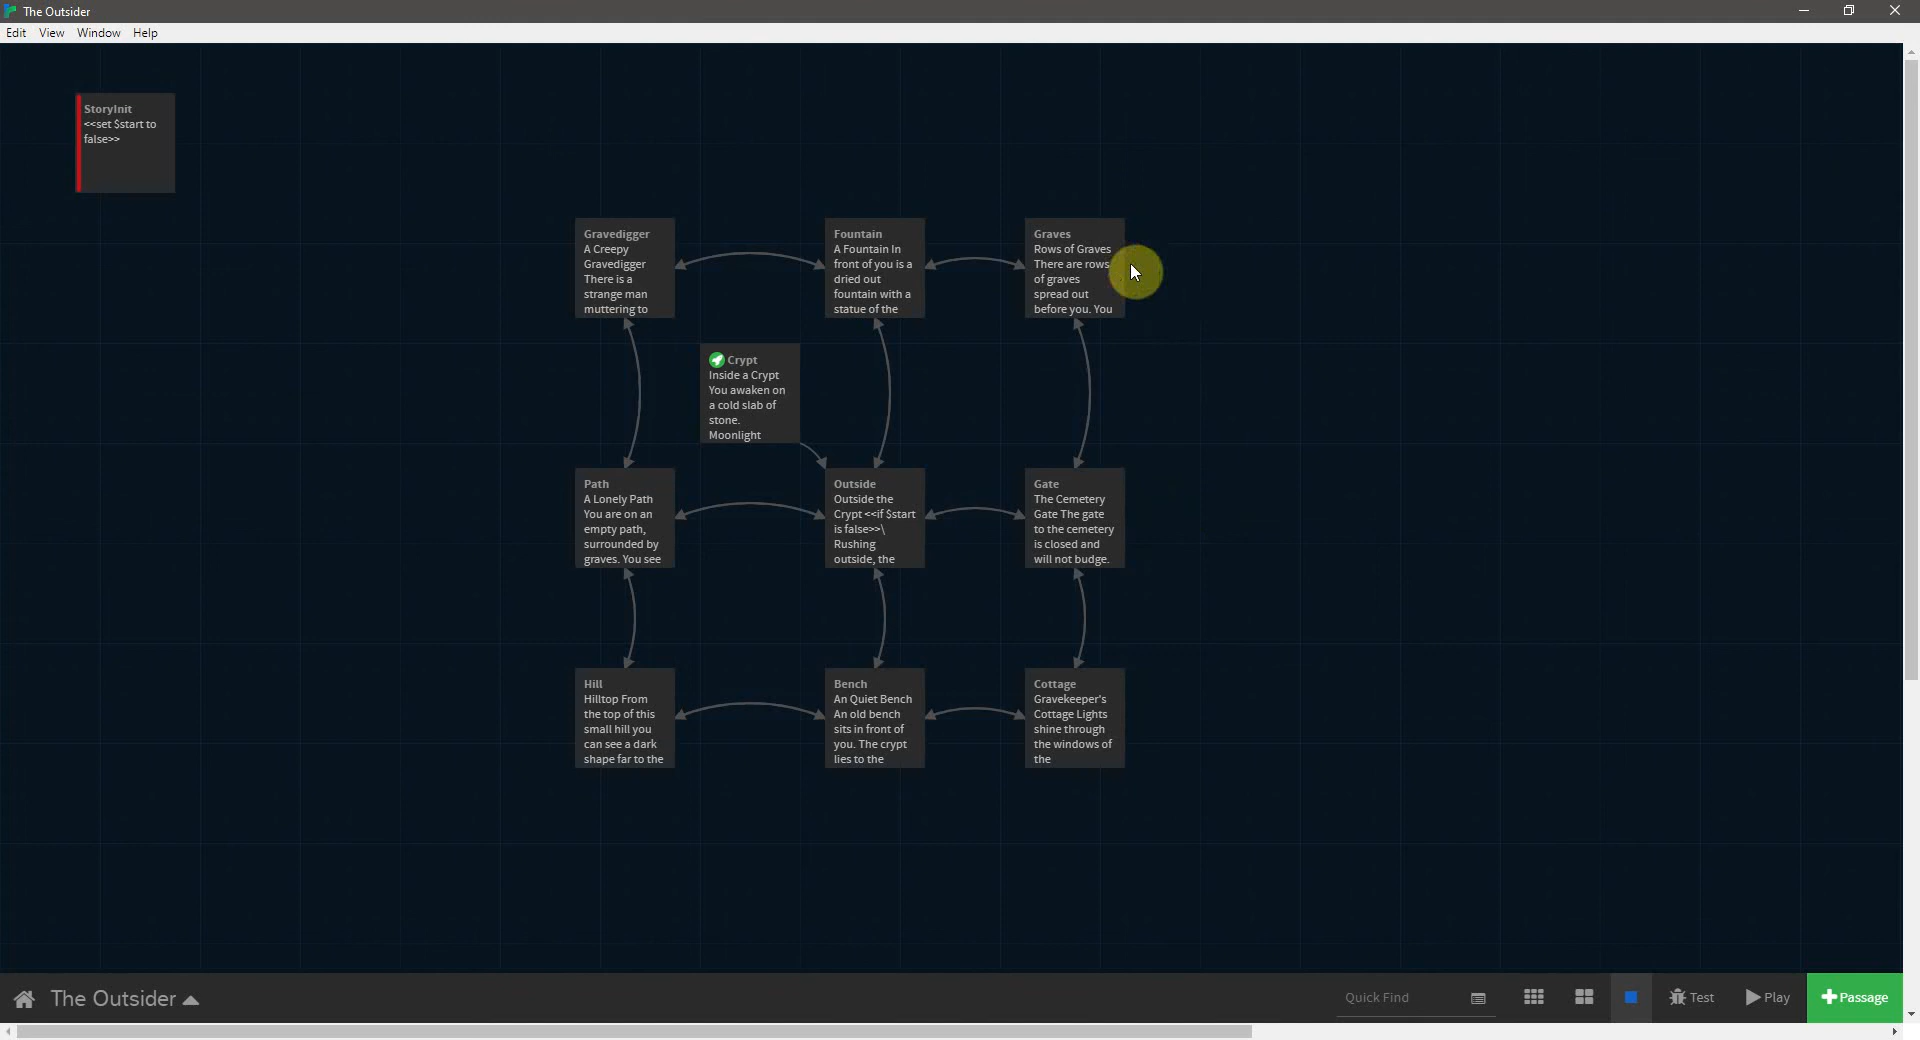 The Outsider
Edit View Window Help
StoryInit
<<set $start to
false>>
Gravedigger
A Creepy
Gravedigger
There is a
strange man
muttering to
Fountain
A Fountain In
front of you is a
dried out
fountain with a
statue of the
Graves
Rows of Graves
There are rows
of graves
spread out
before you. You
Crypt
Inside a Crypt
You awaken on
a cold slab of
stone.
Moonlight
Path
A Lonely Path
You are on an
empty path,
surrounded by
graves. You see
Outside
Outside the
Crypt <<if $start
is false>>\
Rushing
outside, the
Gate
The Cemetery
Gate The gate
to the cemetery
is closed and
will not budge.
Hill
Hilltop From
the top of this
small hill you
can see a dark
shape far to the
Bench
An Quiet Bench
An old bench
sits in front of
you. The crypt
lies to the
Cottage
Gravekeeper's
Cottage Lights
shine through
the windows of
the
The Outsider
Quick Find
Test
Play
Passage